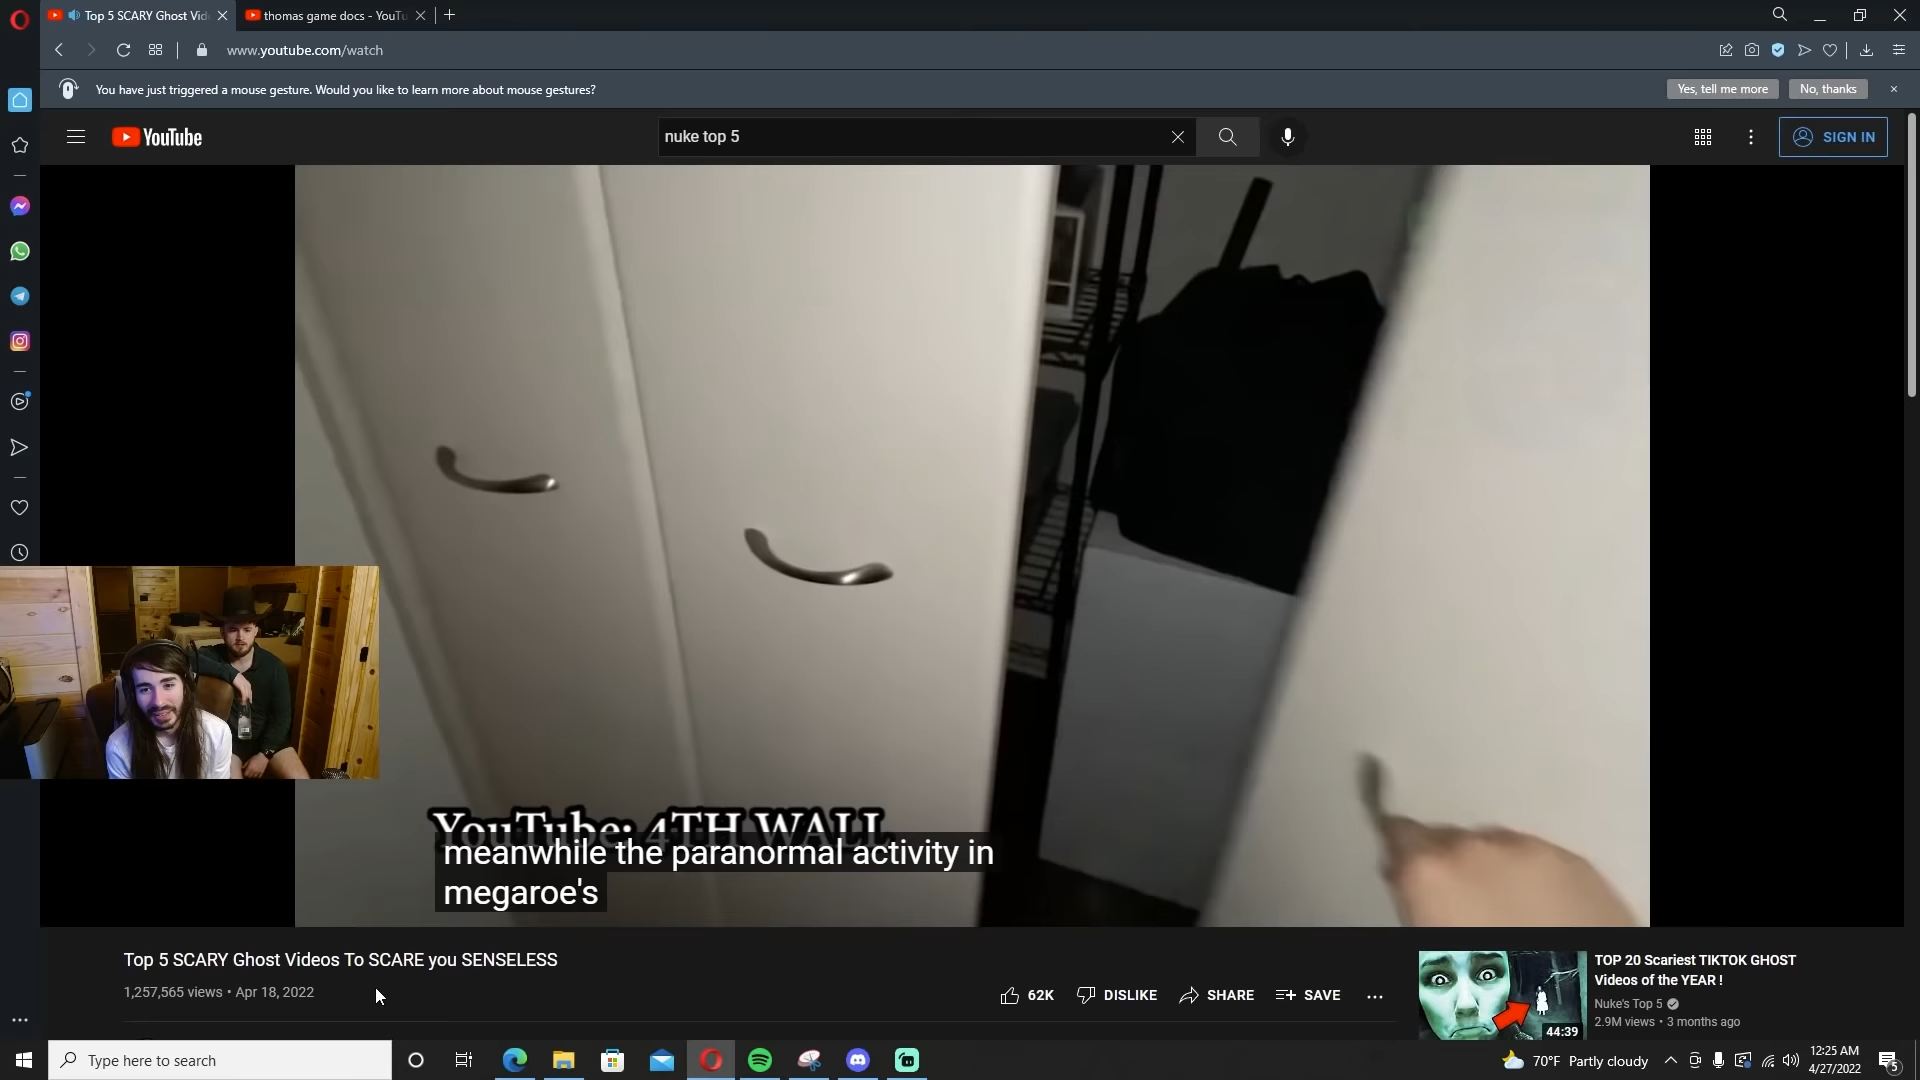 Top 5 SCARY Ghost Vid
thomas game docs - YouTu
www.youtube.com/watch
You have just triggered a mouse gesture. Would you like to learn more about mouse gestures?
Yes, tell me more
No, thanks
YouTube
nuke top 5
SIGN IN
YouTube: 4TH WALL
meanwhile the paranormal activity in
megaroe's
Top 5 SCARY Ghost Videos To SCARE you SENSELESS
1,257,565 views • Apr 18, 2022
62K
DISLIKE
SHARE
SAVE
44:39
TOP 20 Scariest TIKTOK GHOST
Videos of the YEAR !
Nuke's Top 5
2.9M views • 3 months ago
Type here to search
70°F Partly cloudy
12:25 AM
4/27/2022
5